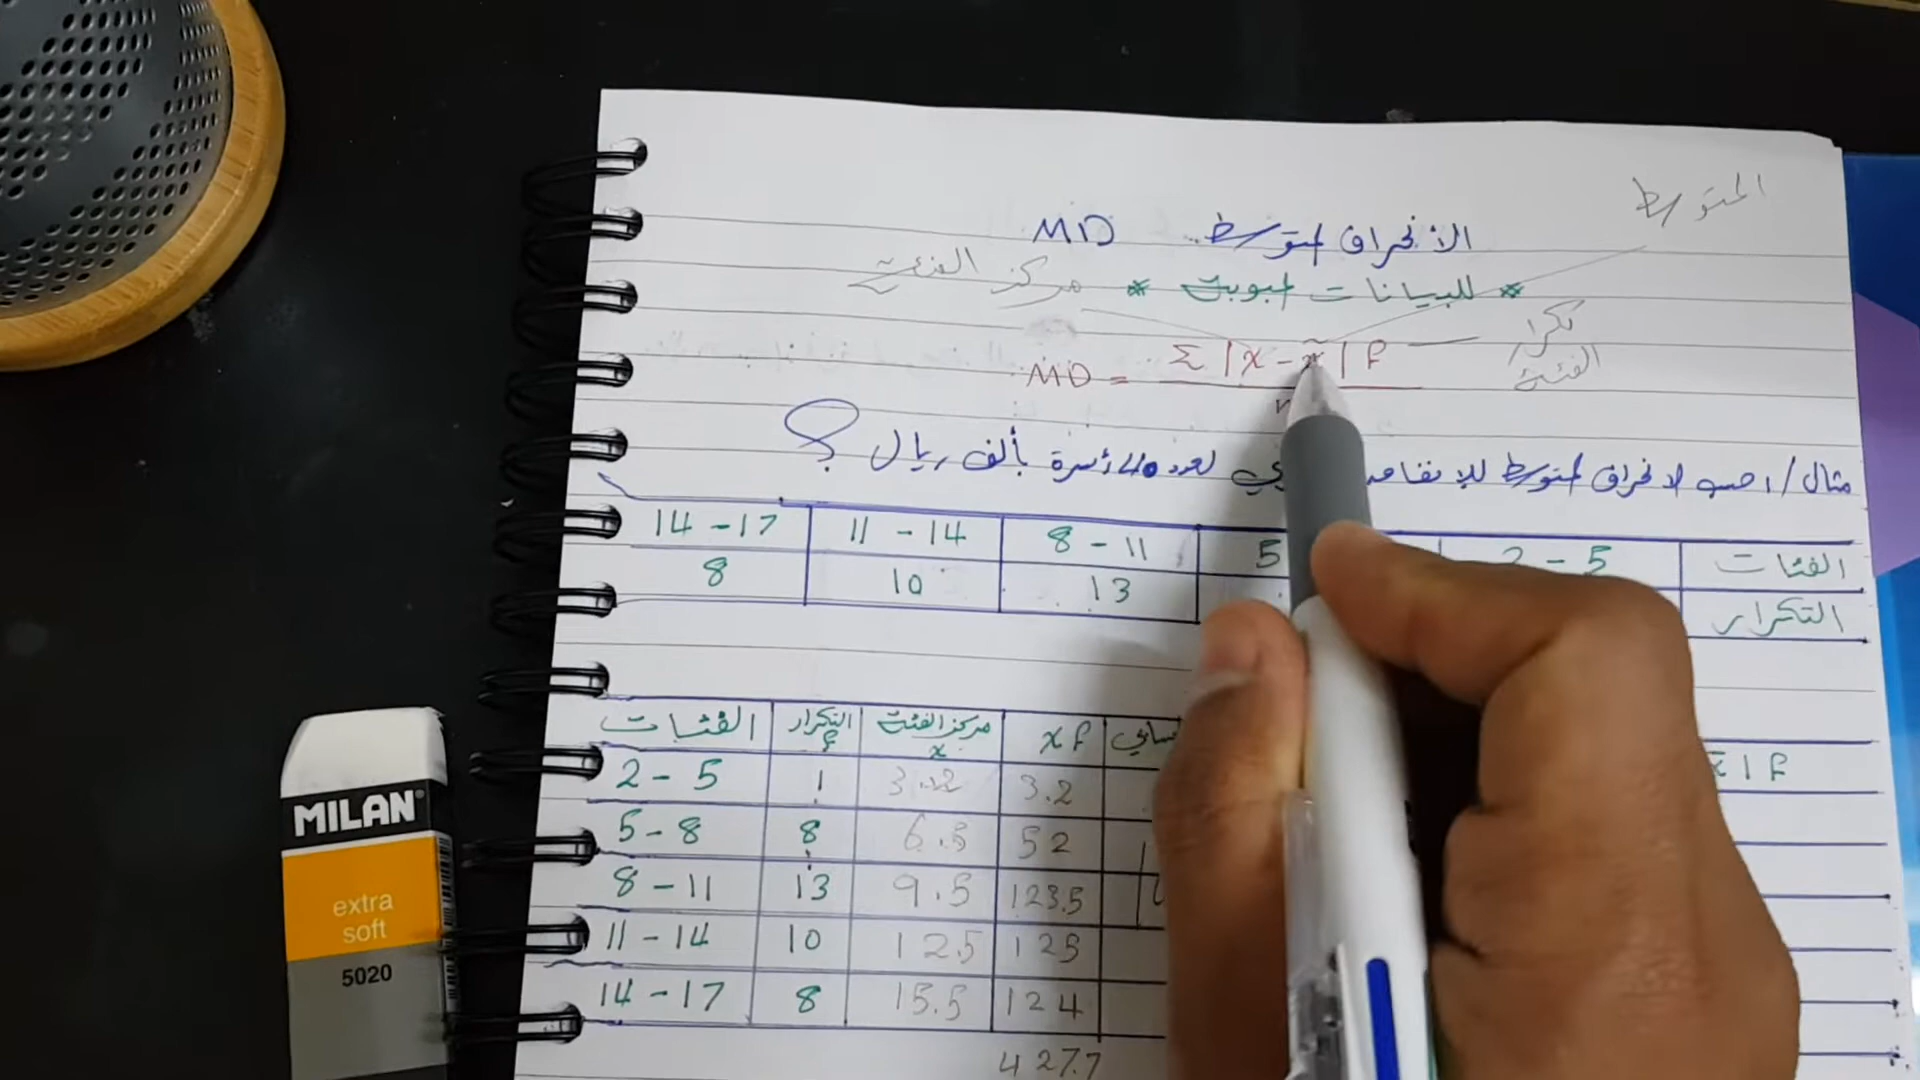 المتوسط
الانحراف المتوسط MD
* للبيانات المبوبة *
مركز الفئة
تكرار
الفئة
MD = Σ |x - x̄| f
n
مثال / احسب الانحراف المتوسط للإنفاق لعدد 40 أسرة بألف ريال ؟
الفئات 2 - 5 5 8 - 11 11 - 14 14 - 17
التكرار 13 10 8
الفئات التكرار f مركز الفئة x x f x̄ | f
2 - 5 1 3.2 3.2
5 - 8 8 6.5 52
8 - 11 13 9.5 123.5
11 - 14 10 12.5 125
14 - 17 8 15.5 124
427.7
MILAN®
extra
soft
5020